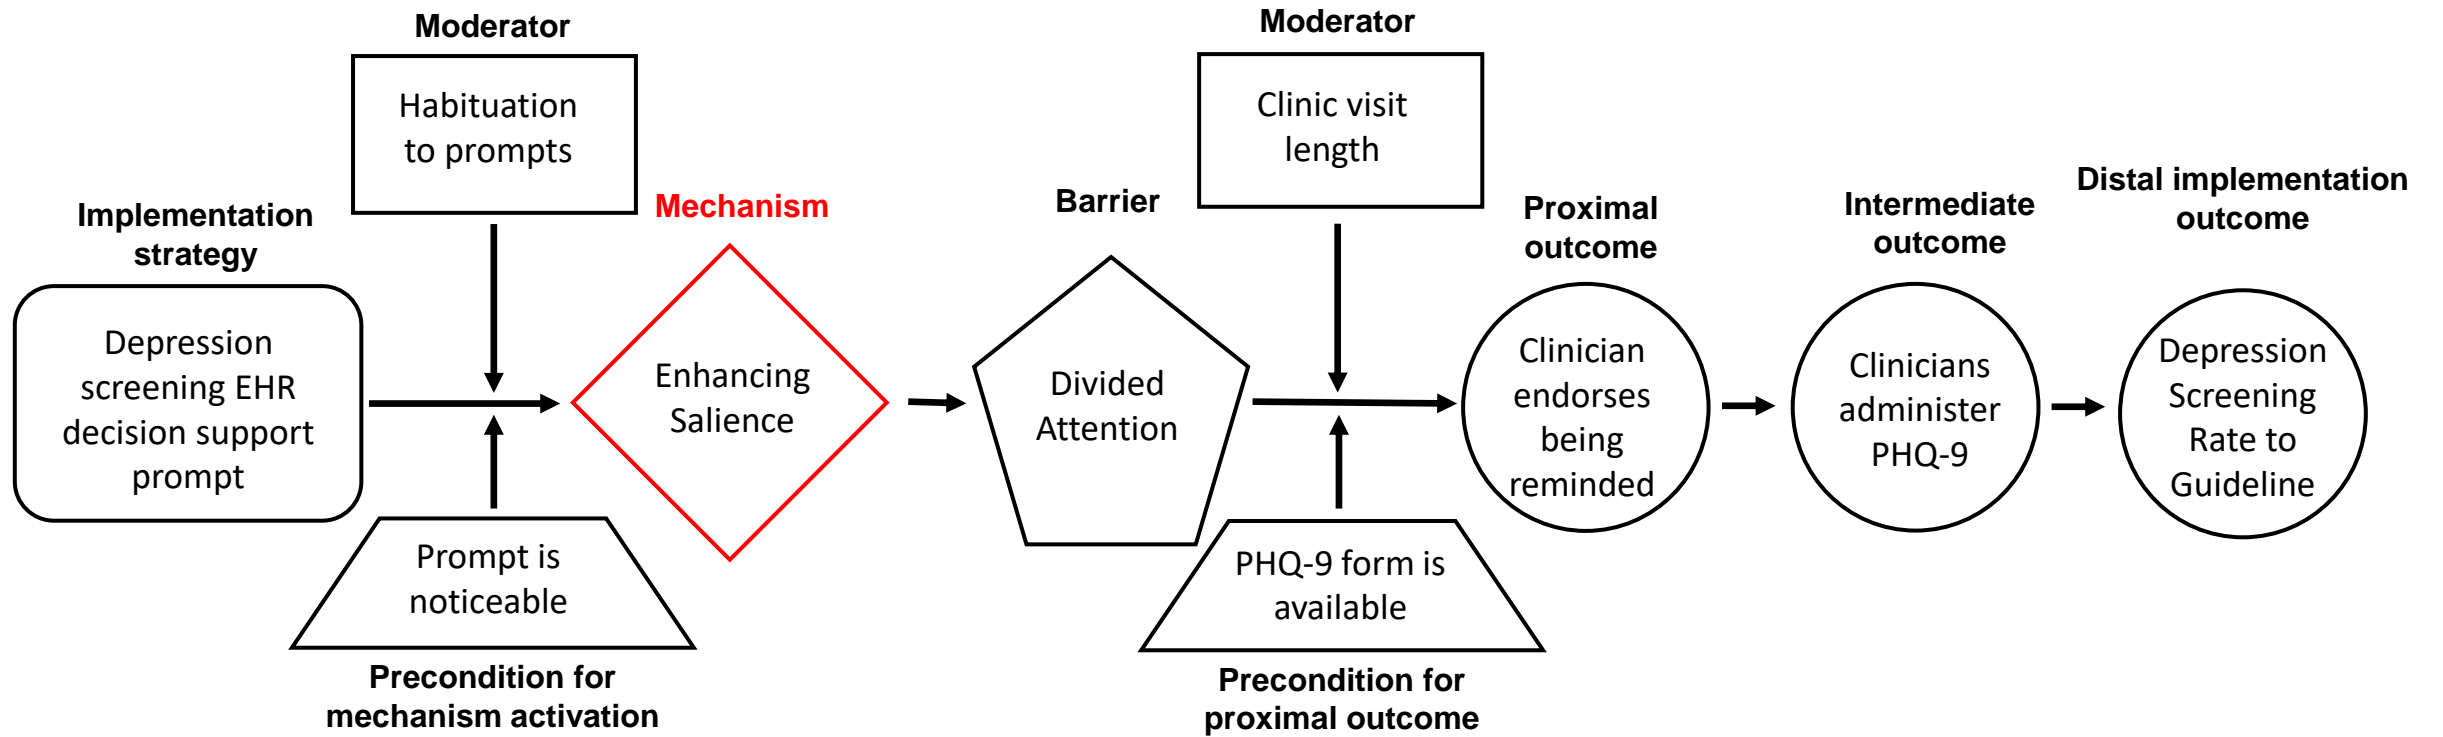 Moderator
Habituation
to prompts
Implementation
strategy
Depression
screening EHR
decision support
prompt
Prompt is
noticeable
Precondition for
mechanism activation
Mechanism
Enhancing
Salience
Barrier
Divided
Attention
Moderator
Clinic visit
length
PHQ-9 form is
available
Precondition for
proximal outcome
Proximal
outcome
Clinician
endorses
being
reminded
Intermediate
outcome
Clinicians
administer
PHQ-9
Distal implementation
outcome
Depression
Screening
Rate to
Guideline